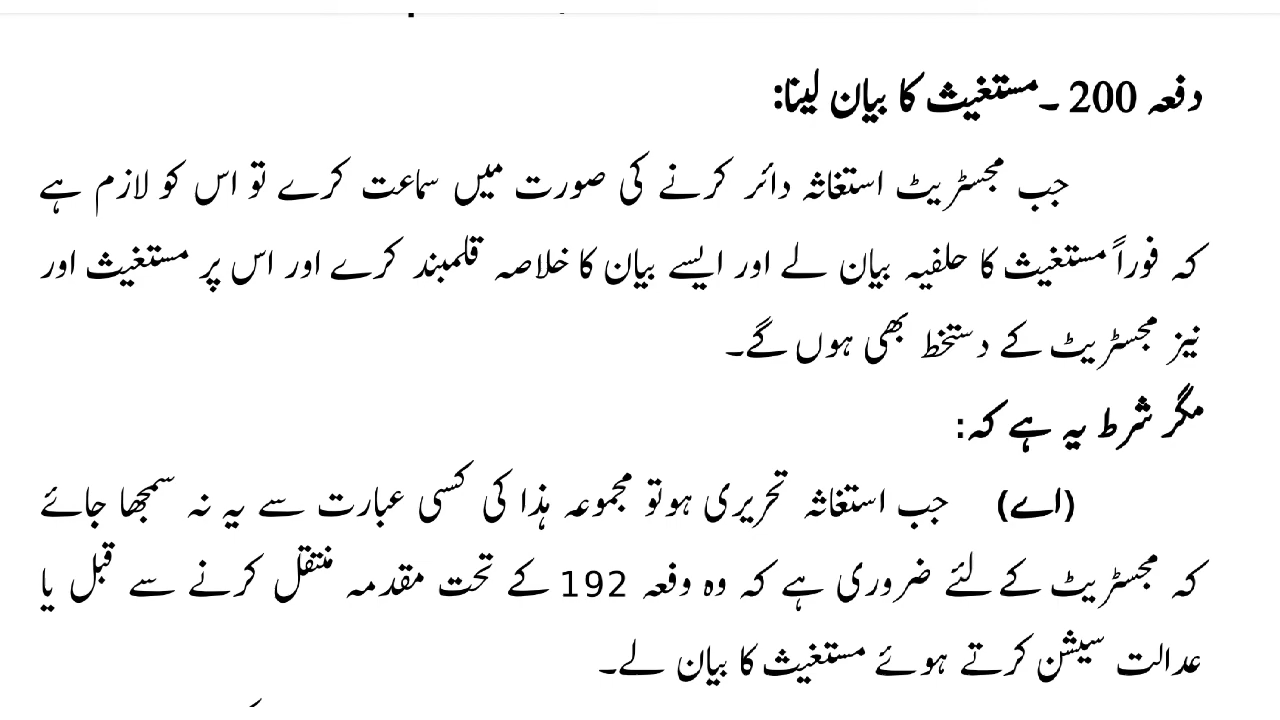 دفعہ 200 ۔ مستغیث کا بیان لینا:
جب مجسٹریٹ استغاثہ دائر کرنے کی صورت میں سماعت کرے تو اس کو لازم ہے
کہ فوراً مستغیث کا حلفیہ بیان لے اور ایسے بیان کا خلاصہ قلمبند کرے اور اس پر مستغیث اور
نیز مجسٹریٹ کے دستخط بھی ہوں گے۔
مگر شرط یہ ہے کہ:
(اے) جب استغاثہ تحریری ہوتو مجموعہ ہذا کی کسی عبارت سے یہ نہ سمجھا جائے
کہ مجسٹریٹ کے لئے ضروری ہے کہ وہ وفعہ 192 کے تحت مقدمہ منتقل کرنے سے قبل یا
عدالت سیشن کرتے ہوئے مستغیث کا بیان لے۔